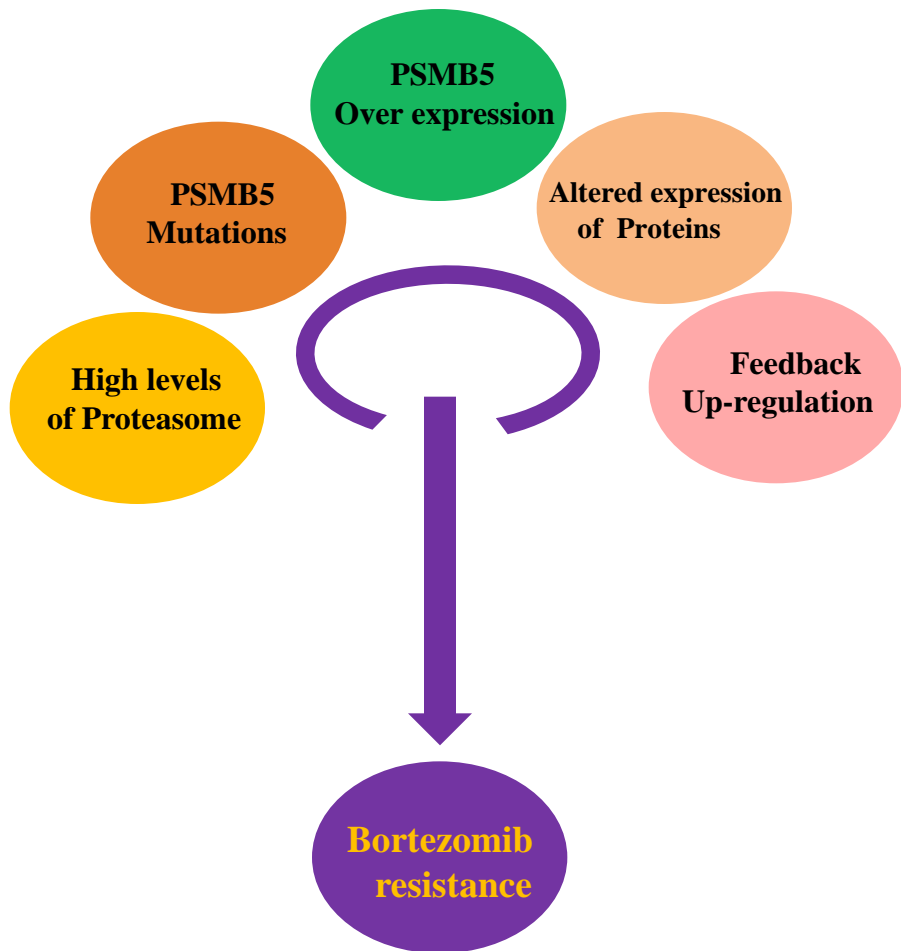 PSMB5
Over expression
PSMB5
Mutations
Altered expression
of Proteins
High levels
of Proteasome
Feedback
Up-regulation
Bortezomib
resistance